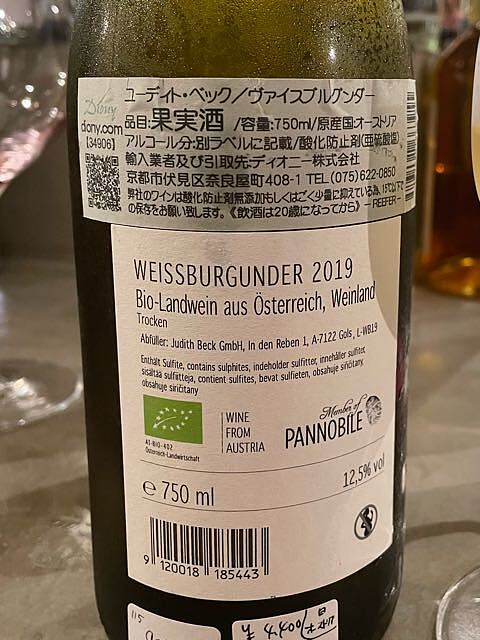 Diony
diony.com
[34906]
ユーデイト・ベック／ヴァイスブルグンダー
品目:果実酒 /容量:750ml/原産国:オーストリア
アルコール分:別ラベルに記載/酸化防止剤(亜硫酸塩)
輸入業者及び引取先:ディオニー株式会社
京都市伏見区奈良屋町408-1 TEL.(075)622-0850
弊社のワインは酸化防止剤無添加もしくはごく少量に抑えている為、15℃以下で
の保存をお願い致します。《飲酒は20歳になってから》 — REEFER —
WEISSBURGUNDER 2019
Bio-Landwein aus Österreich, Weinland
Trocken
Abfüller: Judith Beck GmbH, In den Reben 1, A-7122 Gols, L-WB19
Enthält Sulfite, contains sulphites, indeholder sulfitter, innehåller sulfiter,
sisältää sulfiitteja, contient sulfites, bevat sulfieten, obsahuje siričitany,
obsahuje siričitany
AT-BIO-402
Österreich-Landwirtschaft
WINE
FROM
AUSTRIA
Member of
PANNOBILE
℮ 750 ml
12,5% vol
9 120018 185443
¥4,400/